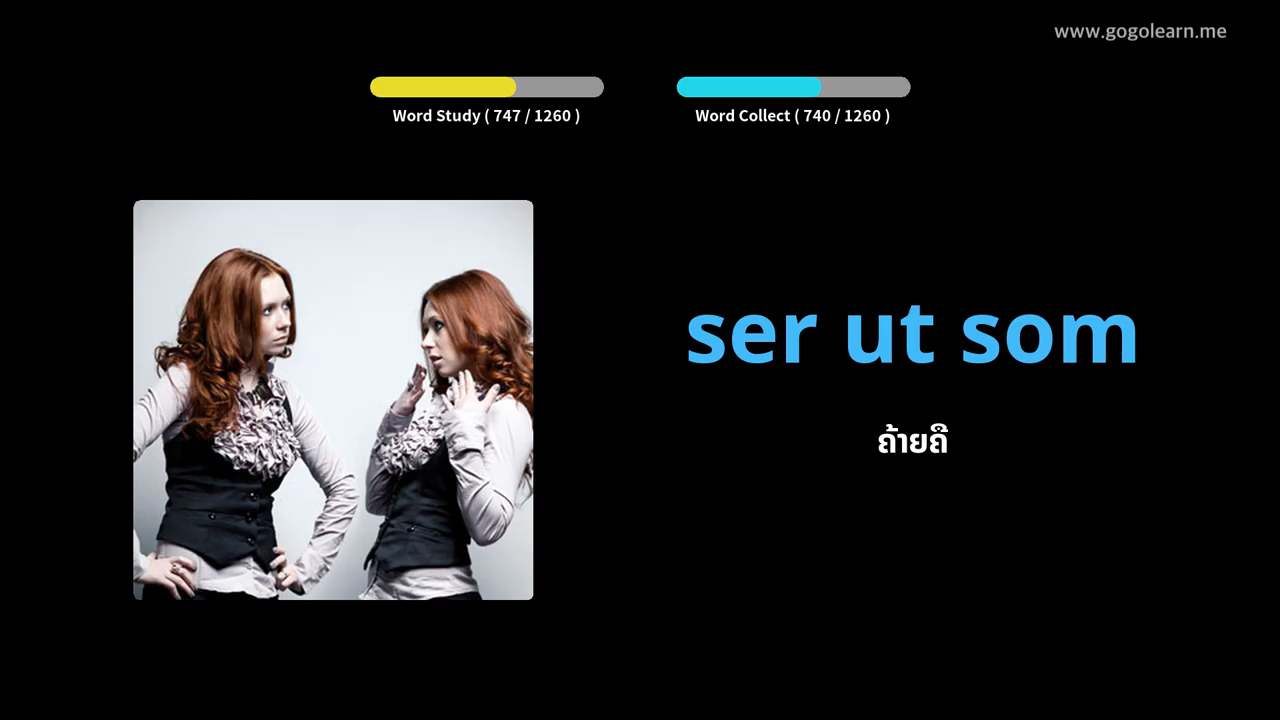 www.gogolearn.me
Word Study ( 747 / 1260 )
Word Collect ( 740 / 1260 )
ser ut som
ຄ້າຍຄື